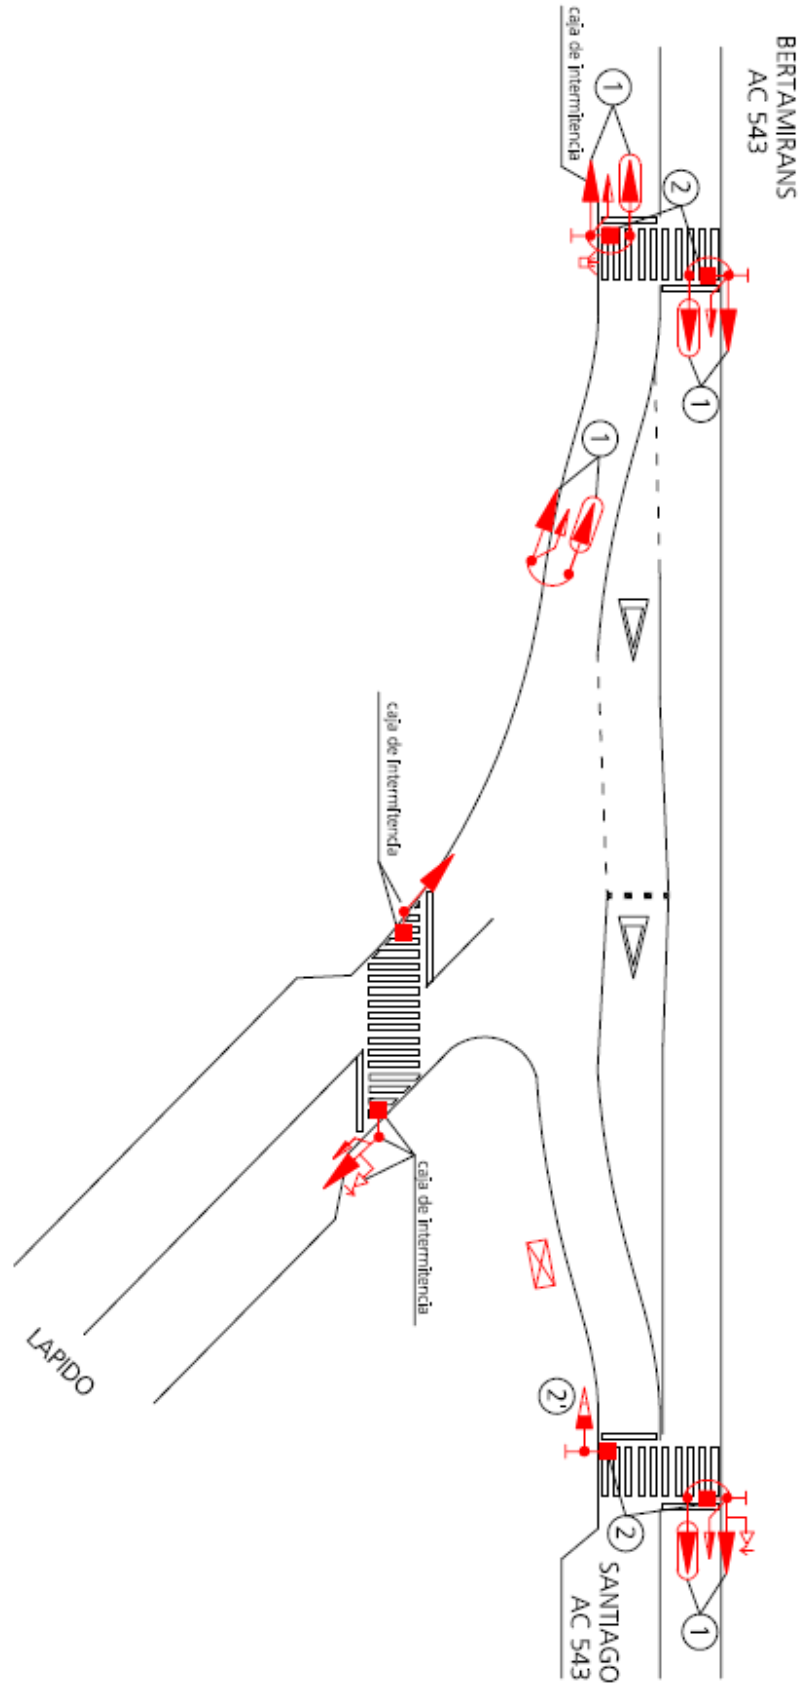 BERTAMIRANS
AC 543
caja de intermitencia
1
2
1
1
caja de intermitencia
caja de intermitencia
LAPIDO
2'
2
SANTIAGO
AC 543
1